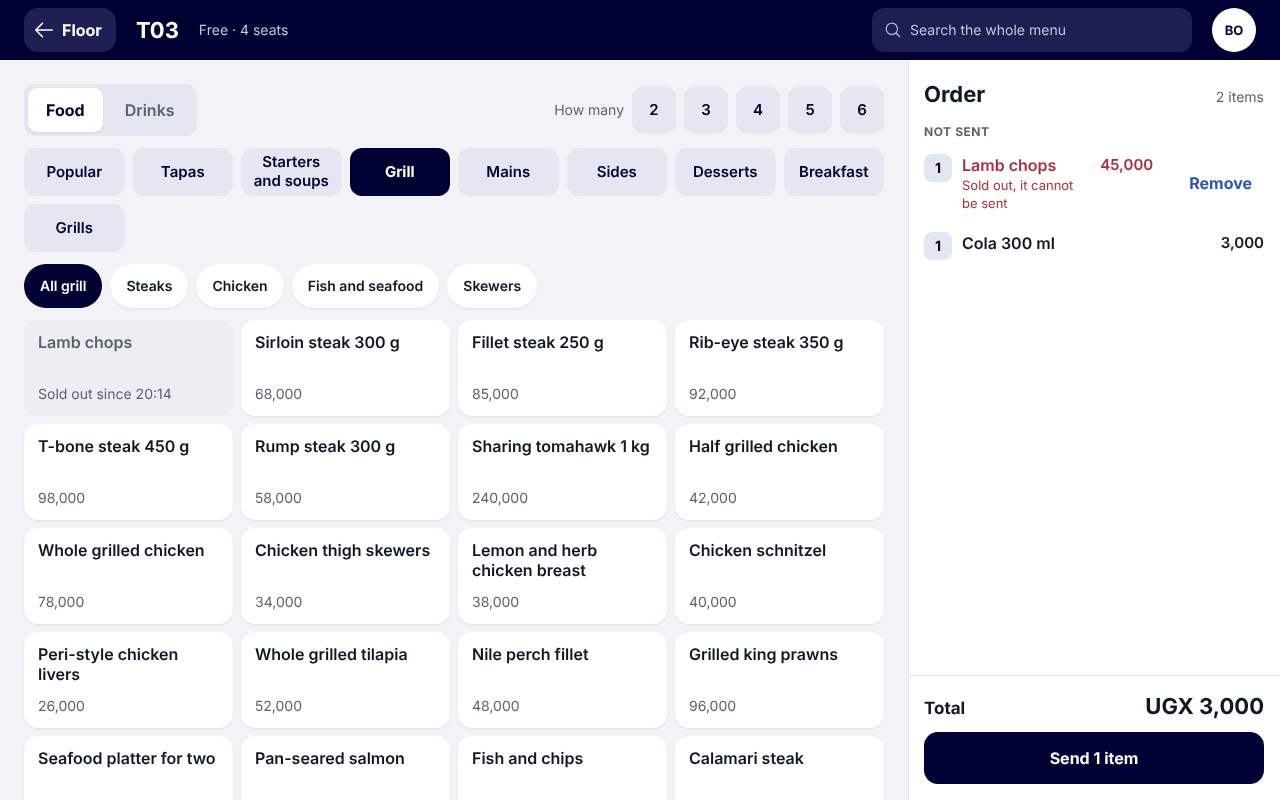 Floor
T03
Free · 4 seats
Search the whole menu
BO
Food
Drinks
How many
2
3
4
5
6
Popular
Tapas
Starters
and soups
Grill
Mains
Sides
Desserts
Breakfast
Grills
All grill
Steaks
Chicken
Fish and seafood
Skewers
Lamb chops
Sold out since 20:14
Sirloin steak 300 g
68,000
Fillet steak 250 g
85,000
Rib-eye steak 350 g
92,000
T-bone steak 450 g
98,000
Rump steak 300 g
58,000
Sharing tomahawk 1 kg
240,000
Half grilled chicken
42,000
Whole grilled chicken
78,000
Chicken thigh skewers
34,000
Lemon and herb
chicken breast
38,000
Chicken schnitzel
40,000
Peri-style chicken
livers
26,000
Whole grilled tilapia
52,000
Nile perch fillet
48,000
Grilled king prawns
96,000
Seafood platter for two
Pan-seared salmon
Fish and chips
Calamari steak
Order
2 items
NOT SENT
1
Lamb chops
45,000
Sold out, it cannot
be sent
Remove
1
Cola 300 ml
3,000
Total
UGX 3,000
Send 1 item